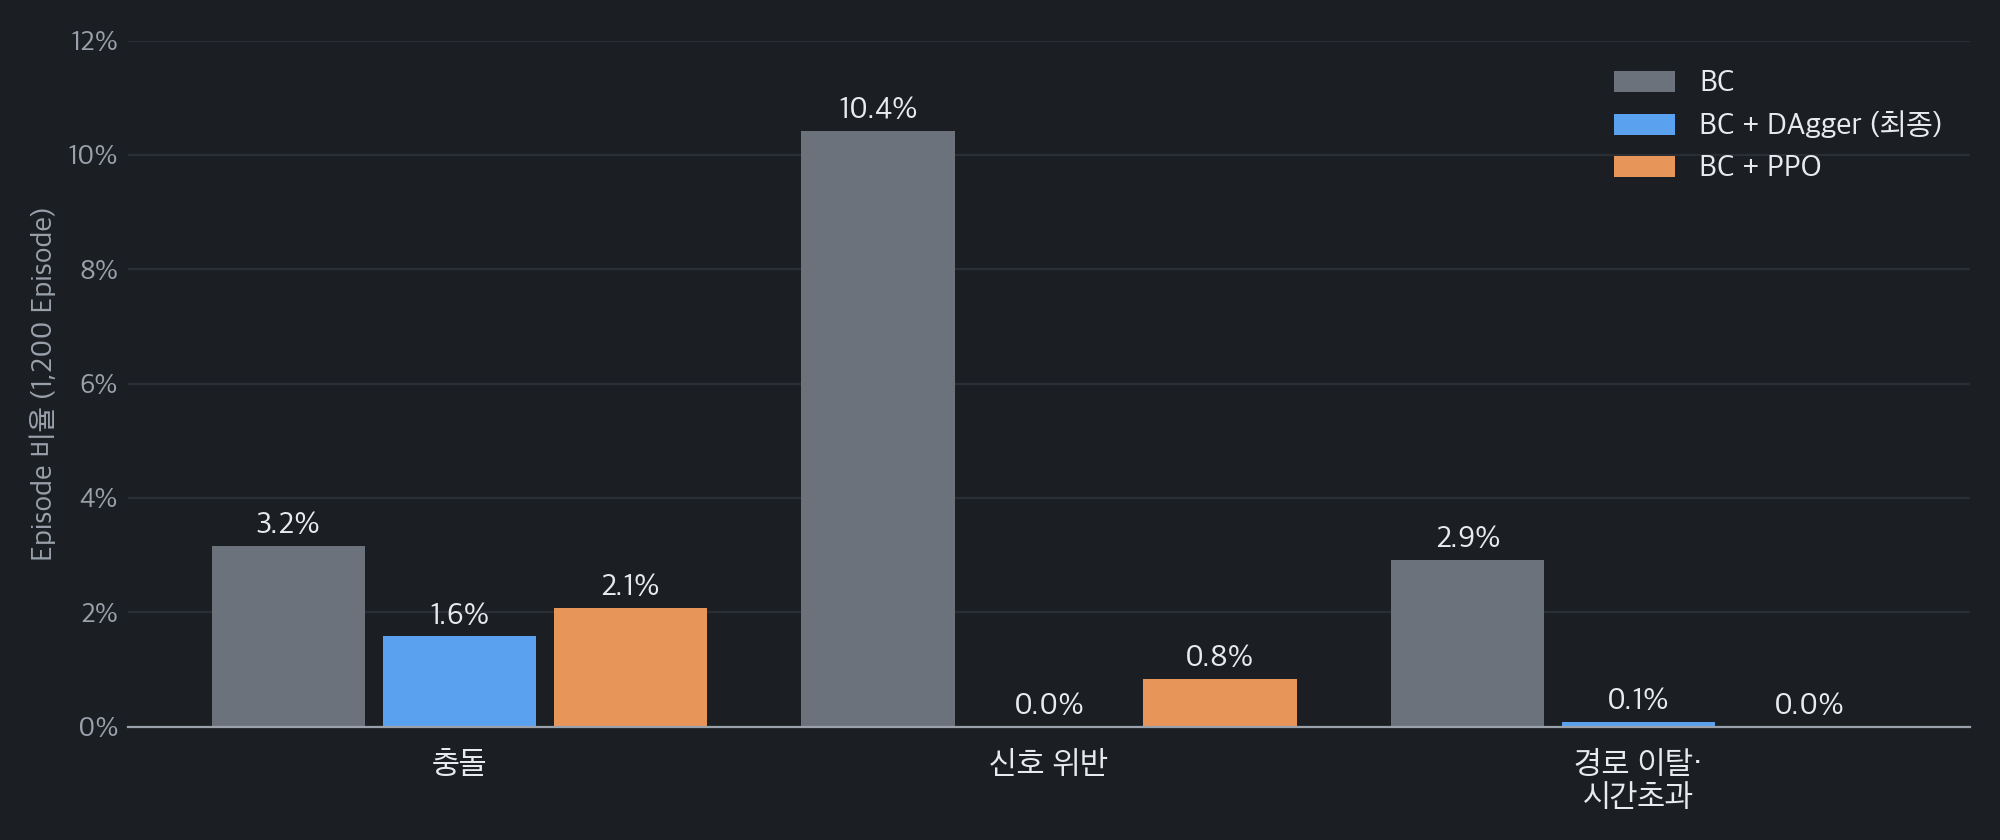 12%
10%
8%
6%
4%
2%
0%
Episode 비율 (1,200 Episode)
BC
BC + DAgger (최종)
BC + PPO
3.2%
1.6%
2.1%
10.4%
0.0%
0.8%
2.9%
0.1%
0.0%
충돌
신호 위반
경로 이탈·
시간초과